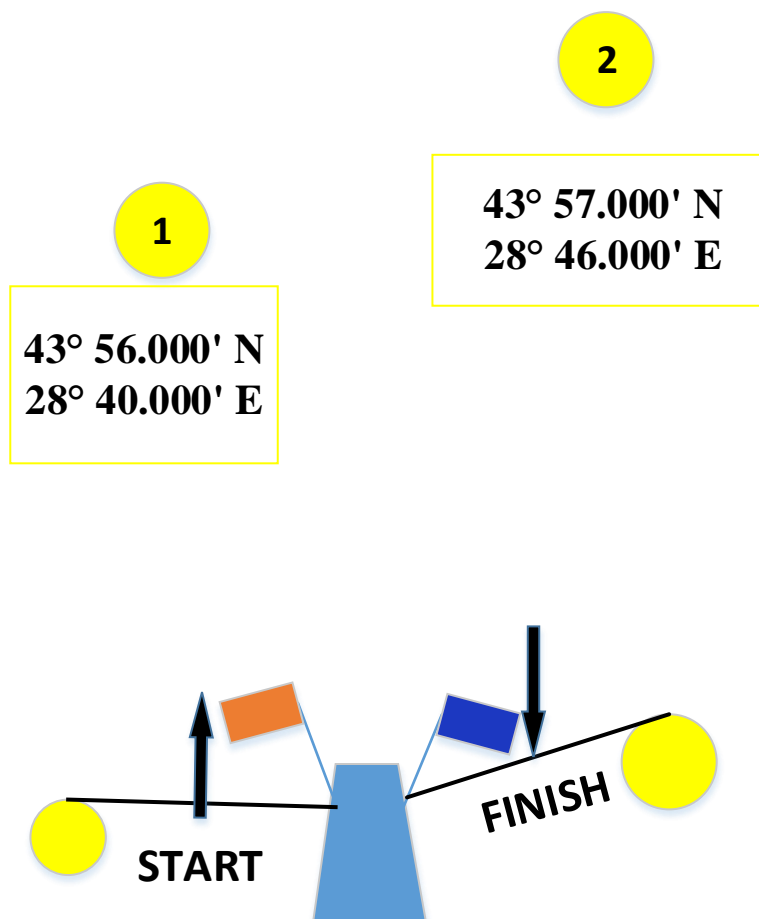 2
43° 57.000' N
28° 46.000' E
1
43° 56.000' N
28° 40.000' E
START
FINISH